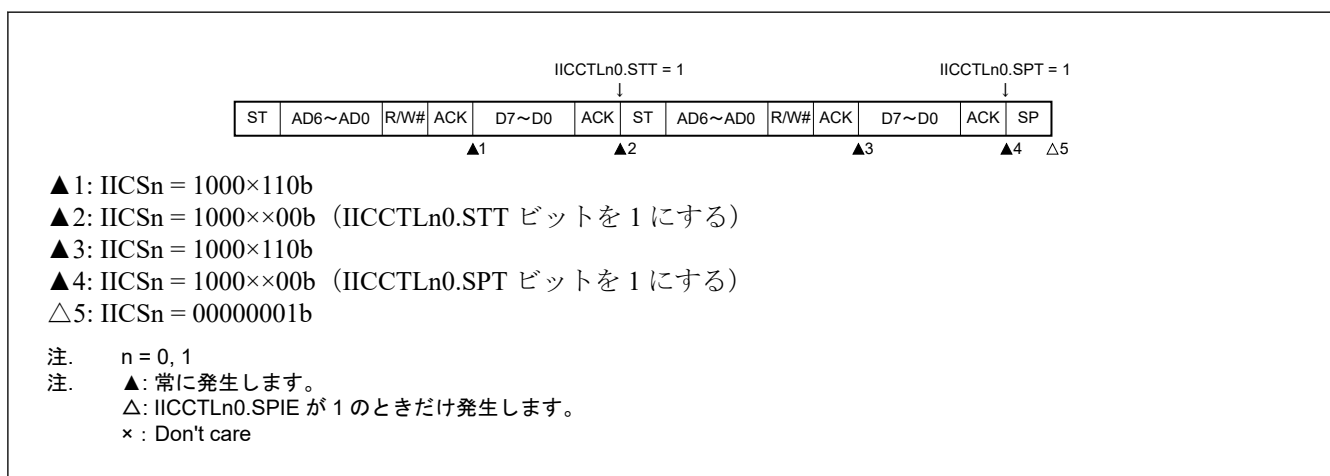 IICCTLn0.STT = 1 IICCTLn0.SPT = 1
↓ ↓
ST AD6～AD0 R/W# ACK D7～D0 ACK ST AD6～AD0 R/W# ACK D7～D0 ACK SP
▲1 ▲2 ▲3 ▲4 △5
▲1: IICSn = 1000×110b
▲2: IICSn = 1000××00b（IICCTLn0.STT ビットを 1 にする）
▲3: IICSn = 1000×110b
▲4: IICSn = 1000××00b（IICCTLn0.SPT ビットを 1 にする）
△5: IICSn = 00000001b
注. n = 0, 1
注. ▲: 常に発生します。
△: IICCTLn0.SPIE が 1 のときだけ発生します。
×：Don't care